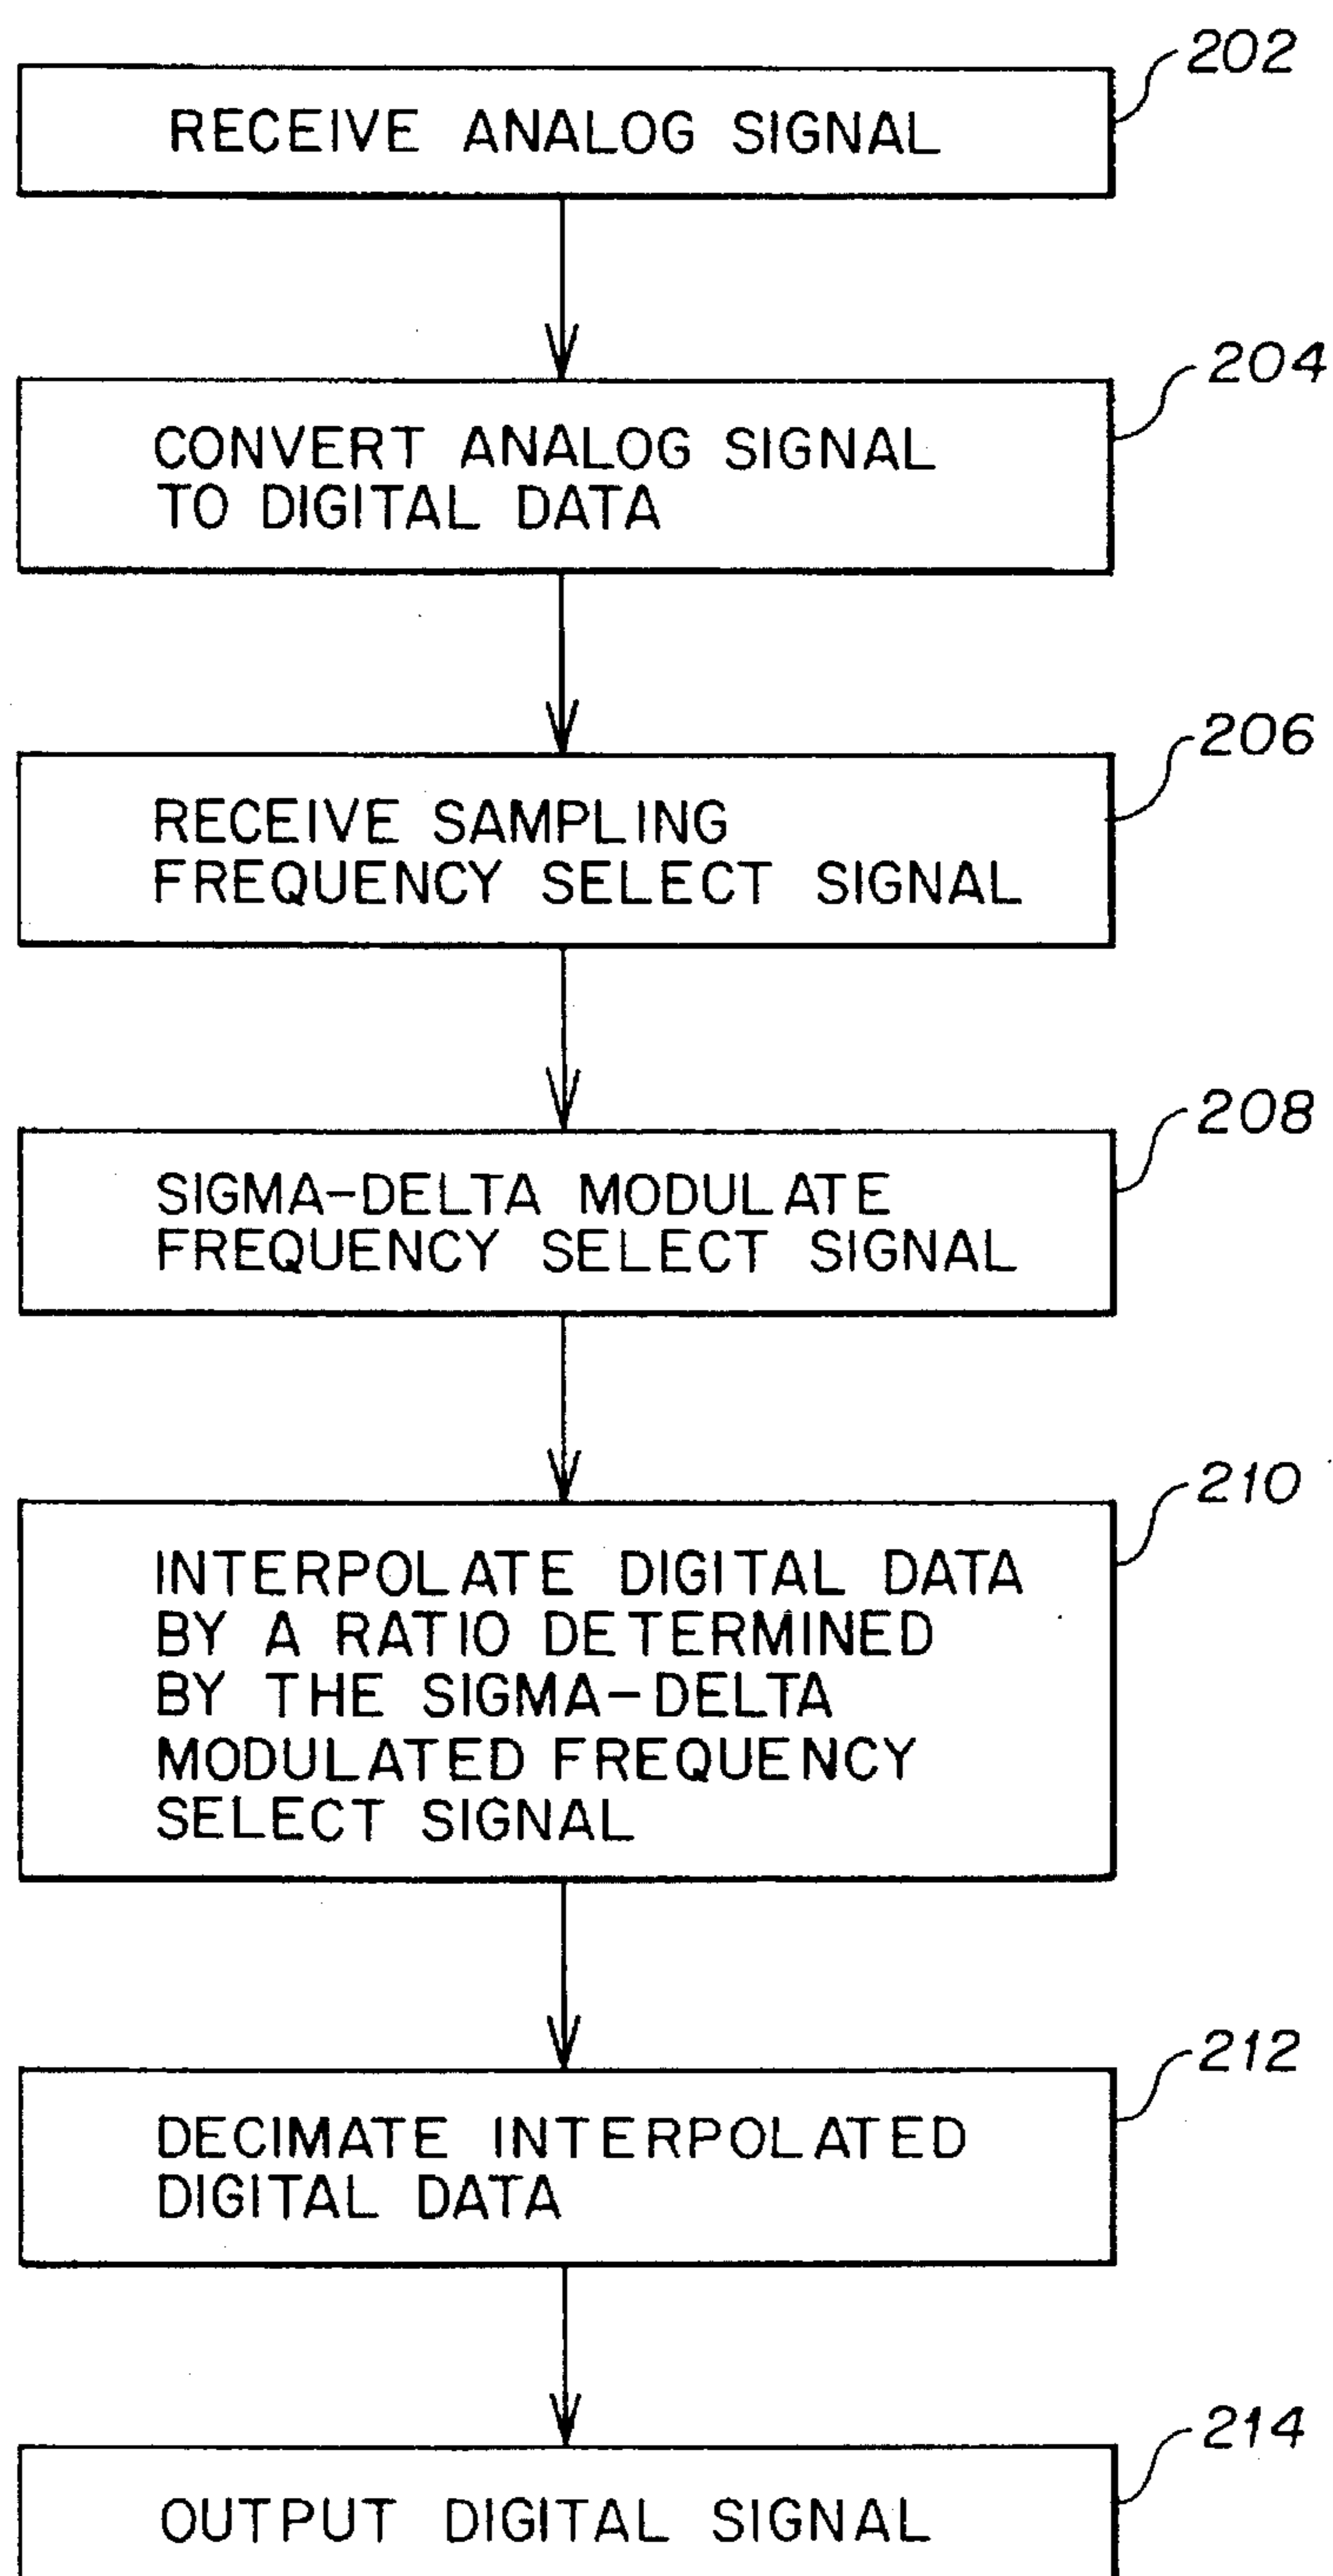 202
RECEIVE ANALOG SIGNAL
204
CONVERT ANALOG SIGNAL
TO DIGITAL DATA
206
RECEIVE SAMPLING
FREQUENCY SELECT SIGNAL
208
SIGMA-DELTA MODULATE
FREQUENCY SELECT SIGNAL
210
INTERPOLATE DIGITAL DATA
BY A RATIO DETERMINED
BY THE SIGMA-DELTA
MODULATED FREQUENCY
SELECT SIGNAL
212
DECIMATE INTERPOLATED
DIGITAL DATA
214
OUTPUT DIGITAL SIGNAL